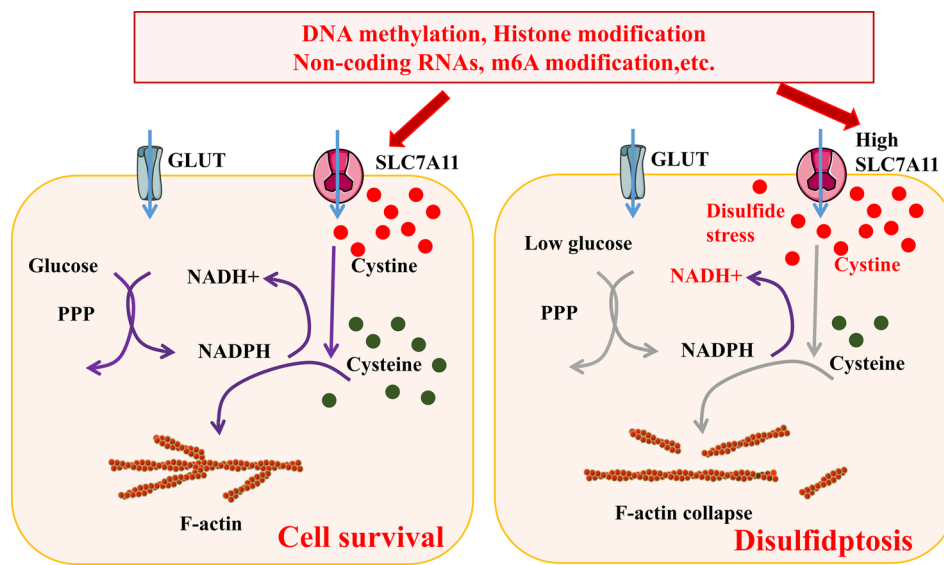 DNA methylation, Histone modification
Non-coding RNAs, m6A modification,etc.
GLUT
SLC7A11
Cystine
Glucose
NADH+
PPP
NADPH
Cysteine
F-actin
Cell survival
GLUT
High
SLC7A11
Disulfide
stress
Low glucose
Cystine
NADH+
PPP
NADPH
Cysteine
F-actin collapse
Disulfidptosis